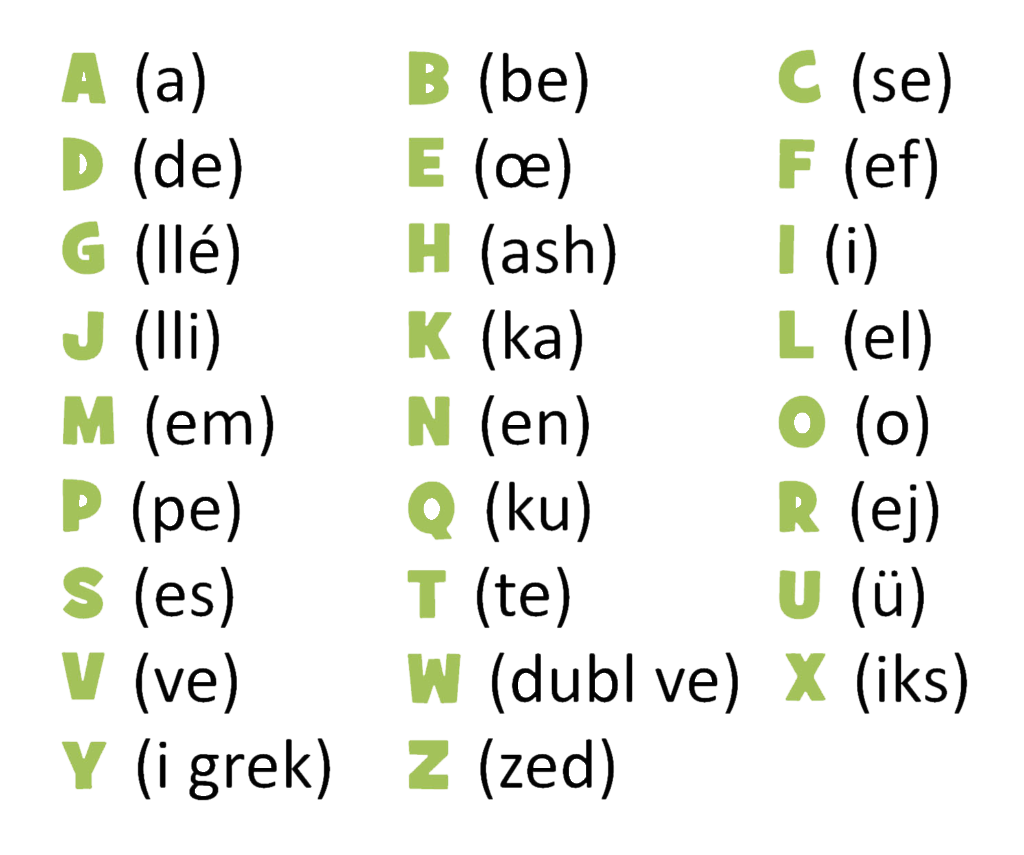 A (a) B (be) C (se)
D (de) E (œ) F (ef)
G (llé) H (ash) I (i)
J (lli) K (ka) L (el)
M (em) N (en) O (o)
P (pe) Q (ku) R (ej)
S (es) T (te) U (ü)
V (ve) W (dubl ve) X (iks)
Y (i grek) Z (zed)